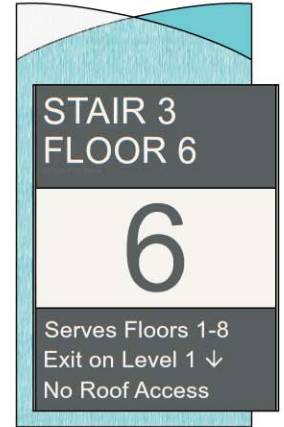 STAIR 3
FLOOR 6
6
Serves Floors 1-8
Exit on Level 1 ↓
No Roof Access